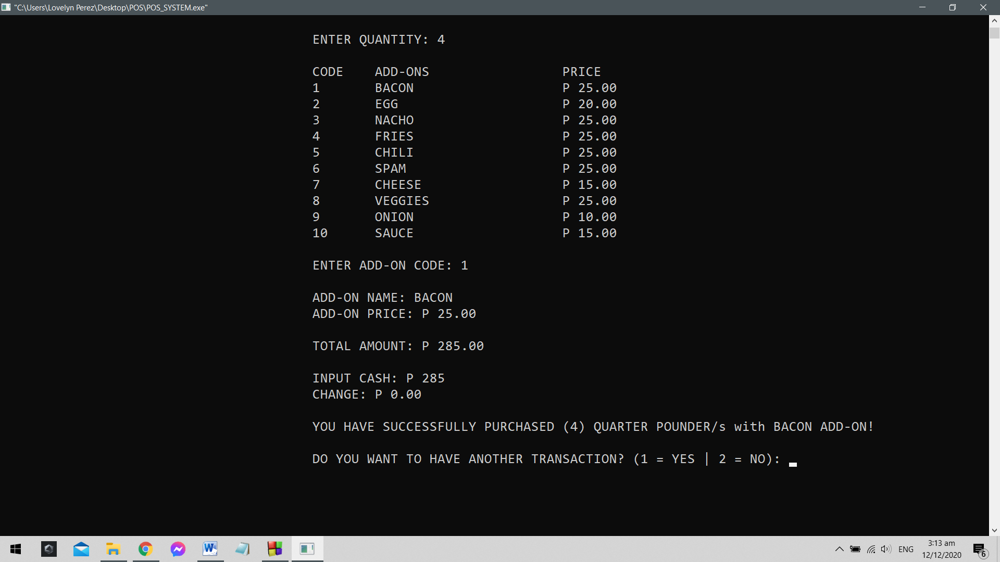 "C:\Users\Lovelyn Perez\Desktop\POS\POS_SYSTEM.exe"
ENTER QUANTITY: 4
CODE ADD-ONS PRICE
1 BACON P 25.00
2 EGG P 20.00
3 NACHO P 25.00
4 FRIES P 25.00
5 CHILI P 25.00
6 SPAM P 25.00
7 CHEESE P 15.00
8 VEGGIES P 25.00
9 ONION P 10.00
10 SAUCE P 15.00
ENTER ADD-ON CODE: 1
ADD-ON NAME: BACON
ADD-ON PRICE: P 25.00
TOTAL AMOUNT: P 285.00
INPUT CASH: P 285
CHANGE: P 0.00
YOU HAVE SUCCESSFULLY PURCHASED (4) QUARTER POUNDER/s with BACON ADD-ON!
DO YOU WANT TO HAVE ANOTHER TRANSACTION? (1 = YES | 2 = NO):
ENG
3:13 am
12/12/2020
6